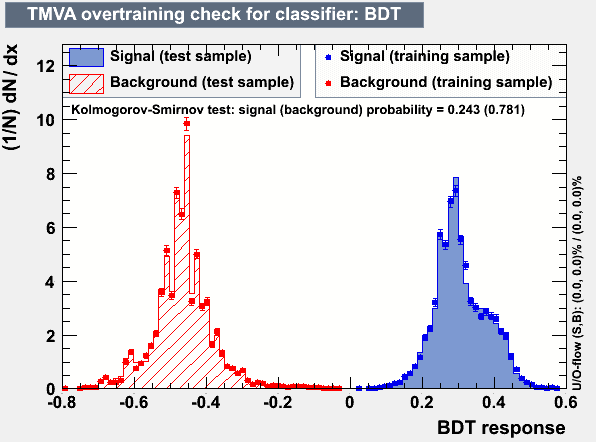 TMVA overtraining check for classifier: BDT
(1/N) dN / dx
Signal (test sample)
Signal (training sample)
Background (test sample)
Background (training sample)
Kolmogorov-Smirnov test: signal (background) probability = 0.243 (0.781)
12
10
8
6
4
2
0
-0.8 -0.6 -0.4 -0.2 0 0.2 0.4 0.6
BDT response
U/O-flow (S,B): (0.0, 0.0)% / (0.0, 0.0)%